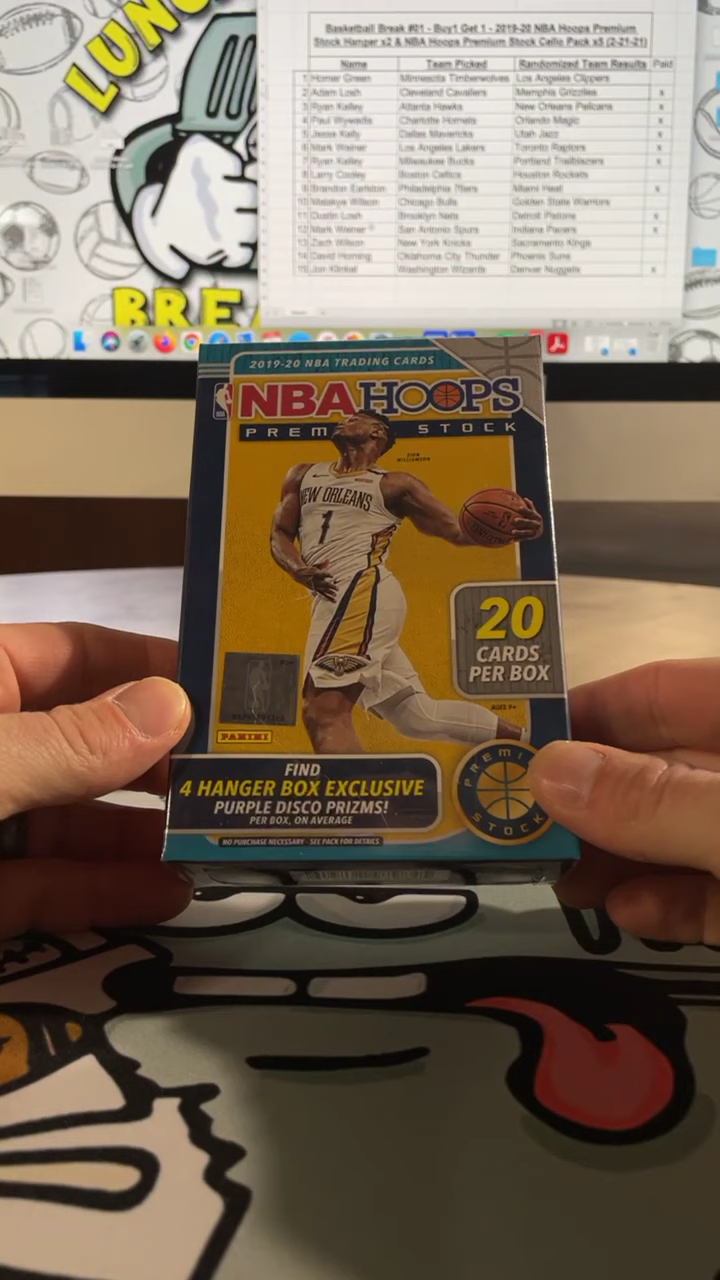 LUNC
BREA
Basketball Break #01 - Buy1 Get 1 - 2019-20 NBA Hoops Premium
Stock Hanger x2 & NBA Hoops Premium Stock Cello Pack x5 (2-21-21)
Name Team Picked Randomized Team Results Paid
1 Homer Green Minnesota Timberwolves Los Angeles Clippers
2 Adam Losh Cleveland Cavaliers Memphis Grizzlies x
3 Ryan Kelley Atlanta Hawks New Orleans Pelicans x
4 Paul Charlotte Hornets Orlando Magic x
5 Jesse Kelly Dallas Mavericks Utah Jazz x
6 Mark Weiner Los Angeles Lakers Toronto Raptors x
7 Ryan Kelley Milwaukee Bucks Portland Trailblazers x
8 Larry Cooley Boston Celtics Houston Rockets
9 Brandon Philadelphia 76ers Miami Heat x
10 Wilson Chicago Bulls Golden State Warriors
11 Dustin Losh Brooklyn Nets Detroit Pistons x
12 Mark Weiner San Antonio Spurs Indiana Pacers x
13 Zach Wilson New York Knicks Sacramento Kings
14 David Horning Oklahoma City Thunder Phoenix Suns
15 Jon Klinkel Washington Wizards Denver Nuggets x
2019-20 NBA TRADING CARDS
NBA HOOPS
PREM STOCK
ZION
WILLIAMSON
NEW ORLEANS
1
20
CARDS
PER BOX
AGES 9+
PANINI
FIND
4 HANGER BOX EXCLUSIVE
PURPLE DISCO PRIZMS!
PER BOX, ON AVERAGE
PREMI
STOCK
NO PURCHASE NECESSARY - SEE PACK FOR DETAILS